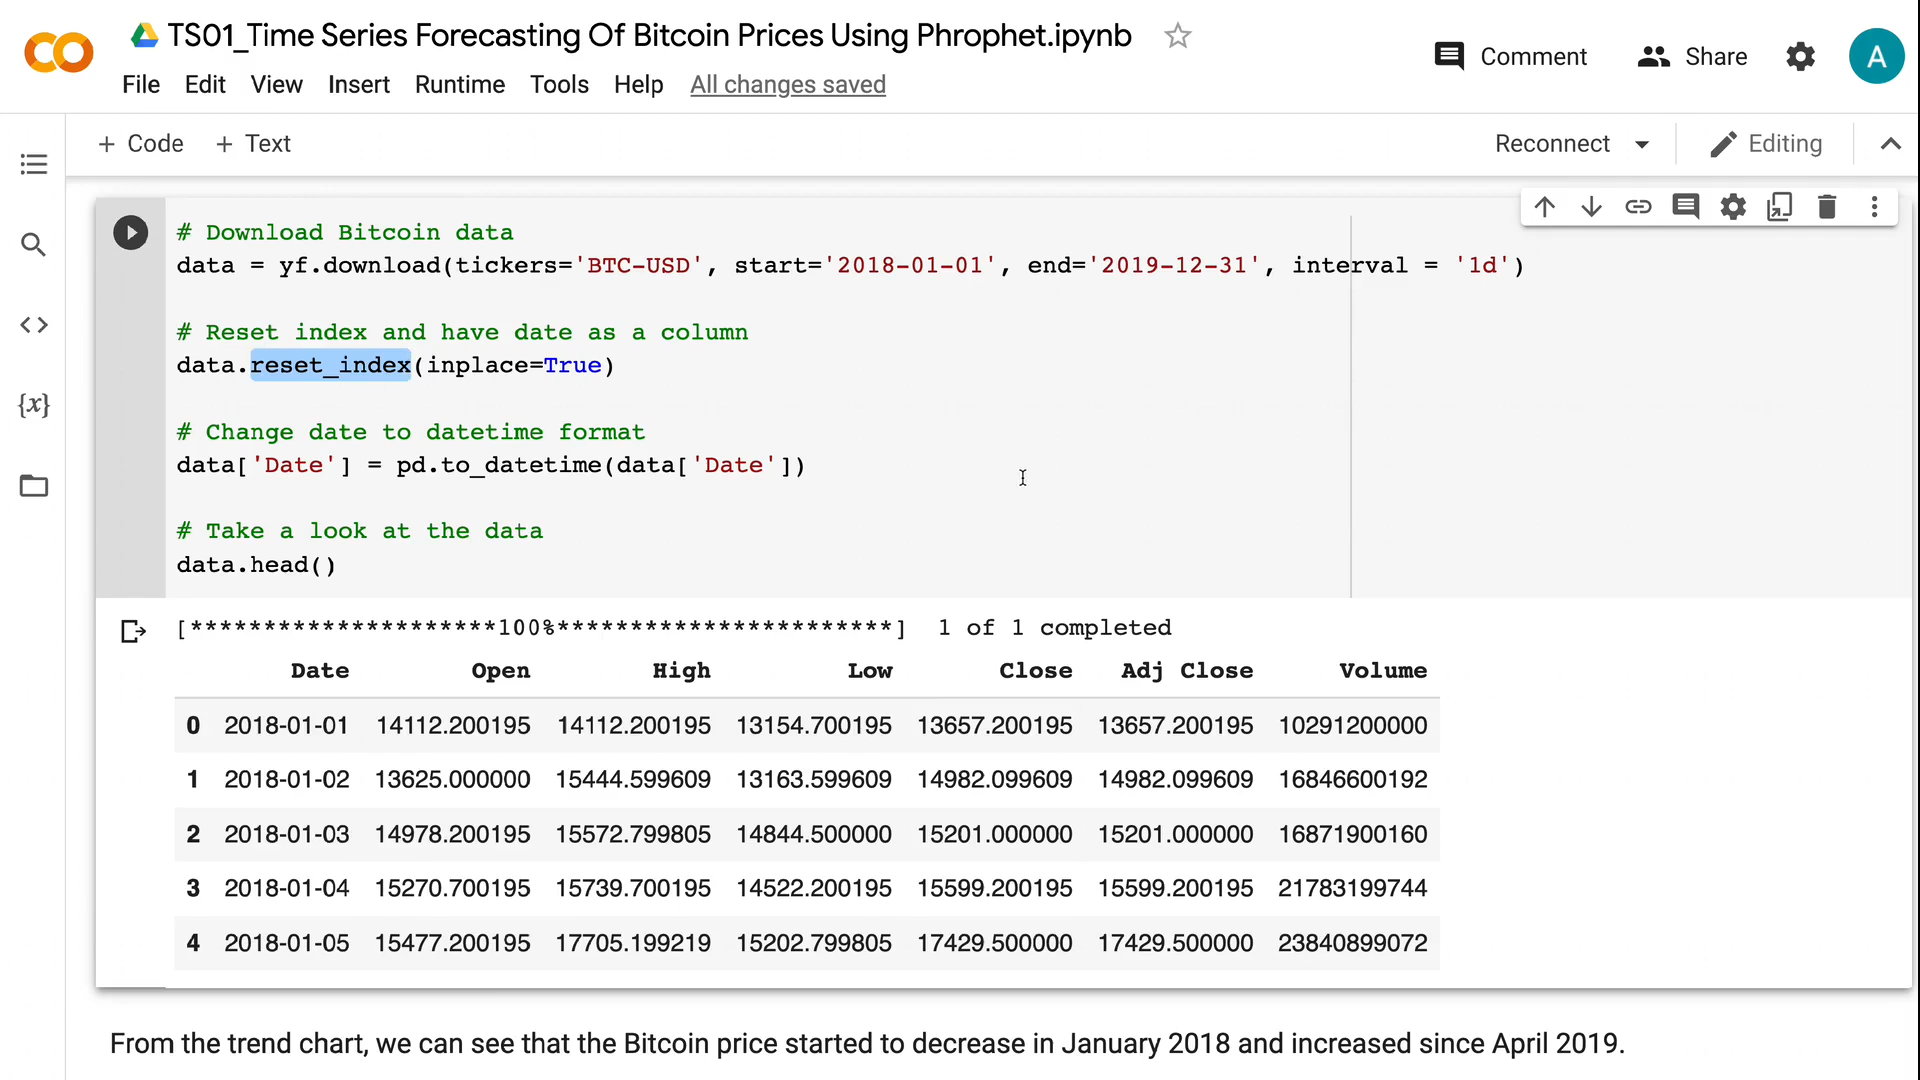 TS01_Time Series Forecasting Of Bitcoin Prices Using Phrophet.ipynb
Comment
Share
A
File Edit View Insert Runtime Tools Help All changes saved
+ Code + Text
Reconnect
Editing
# Download Bitcoin data
data = yf.download(tickers='BTC-USD', start='2018-01-01', end='2019-12-31', interval = '1d')
# Reset index and have date as a column
data.reset_index(inplace=True)
{x}
# Change date to datetime format
data['Date'] = pd.to_datetime(data['Date'])
# Take a look at the data
data.head()
[*********************100%***********************] 1 of 1 completed
Date Open High Low Close Adj Close Volume
0 2018-01-01 14112.200195 14112.200195 13154.700195 13657.200195 13657.200195 10291200000
1 2018-01-02 13625.000000 15444.599609 13163.599609 14982.099609 14982.099609 16846600192
2 2018-01-03 14978.200195 15572.799805 14844.500000 15201.000000 15201.000000 16871900160
3 2018-01-04 15270.700195 15739.700195 14522.200195 15599.200195 15599.200195 21783199744
4 2018-01-05 15477.200195 17705.199219 15202.799805 17429.500000 17429.500000 23840899072
From the trend chart, we can see that the Bitcoin price started to decrease in January 2018 and increased since April 2019.